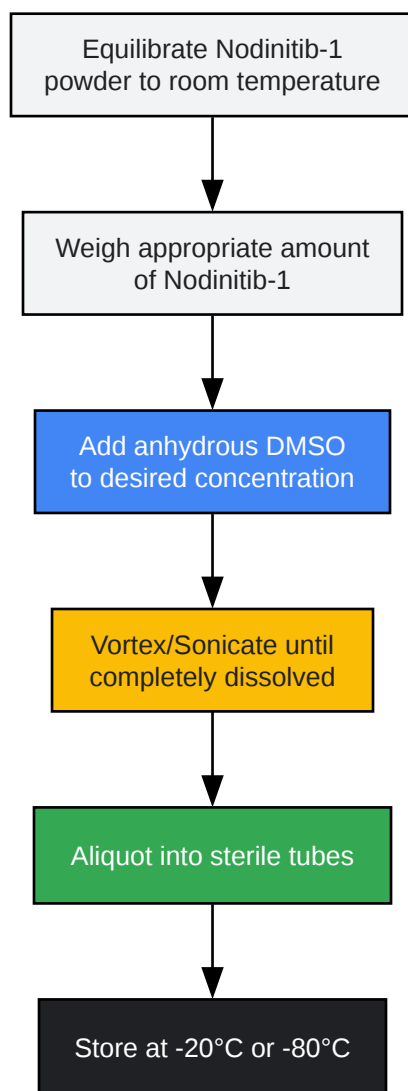 Equilibrate Nodinitib-1
powder to room temperature
Weigh appropriate amount
of Nodinitib-1
Add anhydrous DMSO
to desired concentration
Vortex/Sonicate until
completely dissolved
Aliquot into sterile tubes
Store at -20°C or -80°C